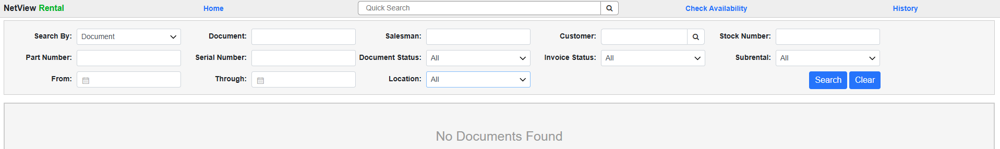 NetView Rental Home Quick Search Check Availability History
Search By: Document Document: Salesman: Customer: Stock Number:
Part Number: Serial Number: Document Status: All Invoice Status: All Subrental: All
From: Through: Location: All Search Clear
No Documents Found